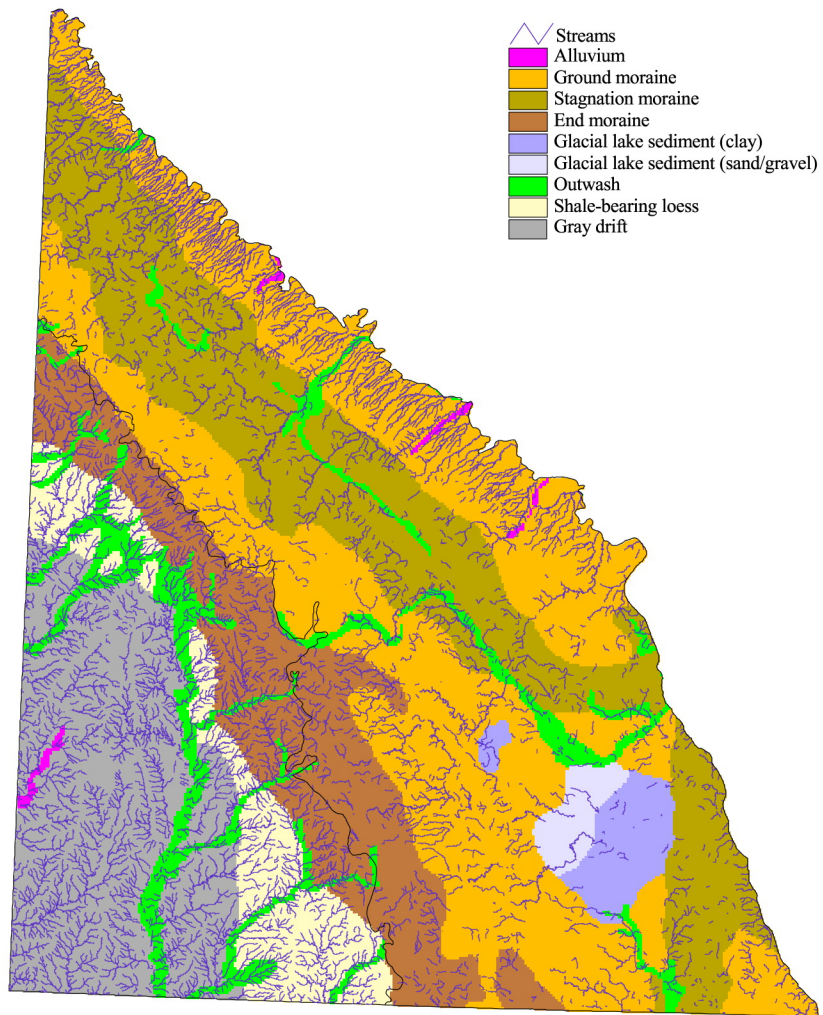 Streams
Alluvium
Ground moraine
Stagnation moraine
End moraine
Glacial lake sediment (clay)
Glacial lake sediment (sand/gravel)
Outwash
Shale-bearing loess
Gray drift